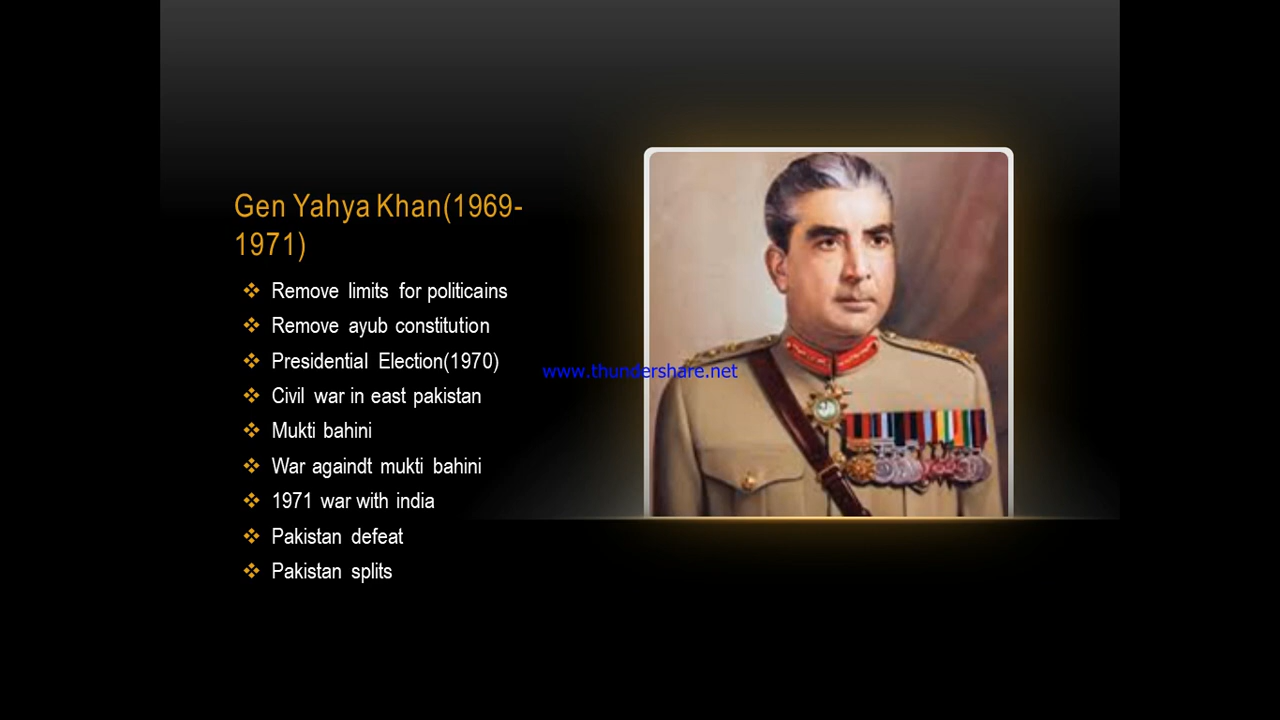 Gen Yahya Khan(1969-
1971)
Remove limits for politicains
Remove ayub constitution
Presidential Election(1970)
www.thundershare.net
Civil war in east pakistan
Mukti bahini
War againdt mukti bahini
1971 war with india
Pakistan defeat
Pakistan splits